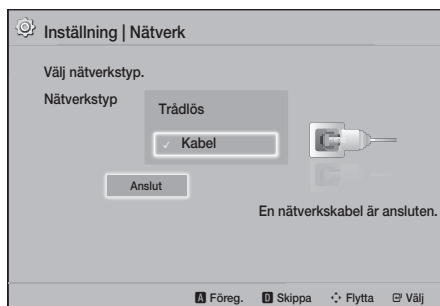 Inställning | Nätverk
Välj nätverkstyp.
Nätverkstyp
Trådlös
✓ Kabel
Anslut
En nätverkskabel är ansluten.
A Föreg. D Skippa Flytta Välj